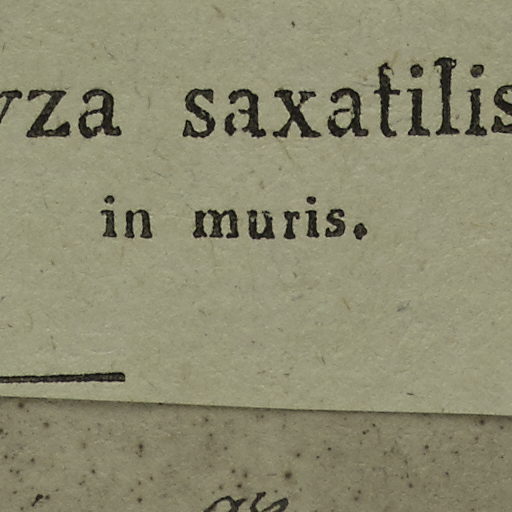 yza saxatilis
in muris.